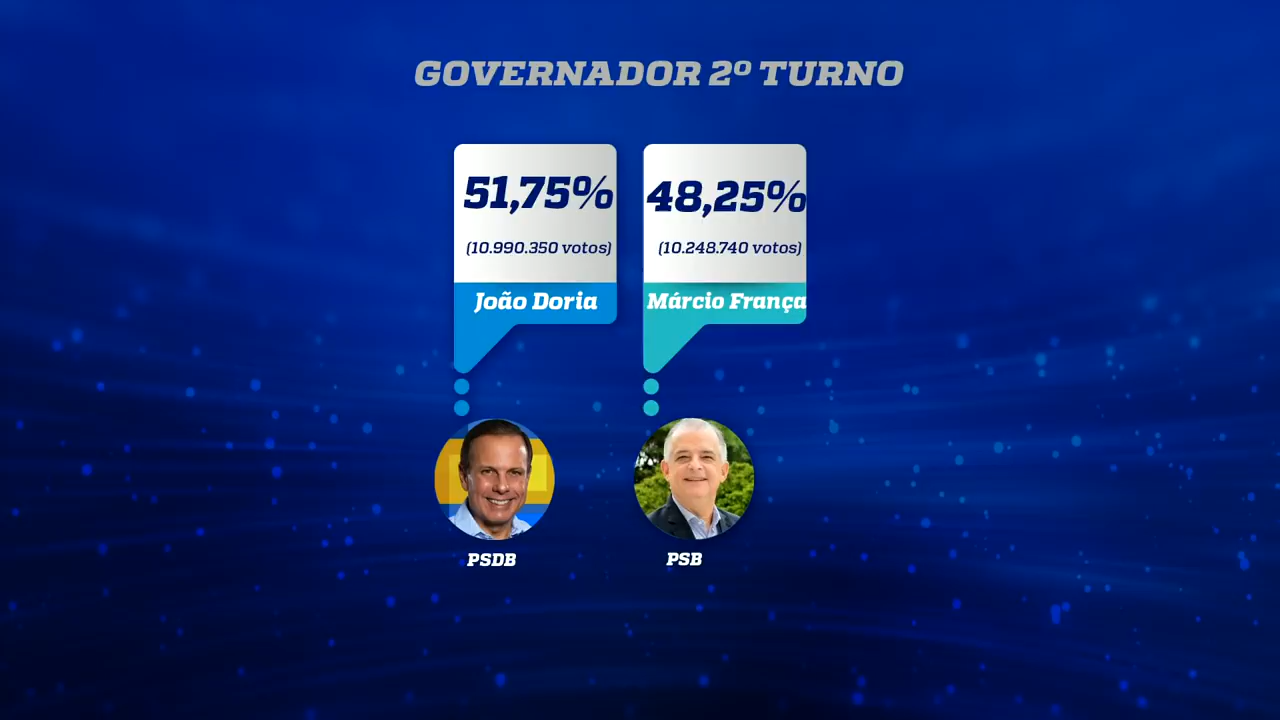 GOVERNADOR 2º TURNO
51,75%
(10.990.350 votos)
João Doria
PSDB
48,25%
(10.248.740 votos)
Márcio França
PSB